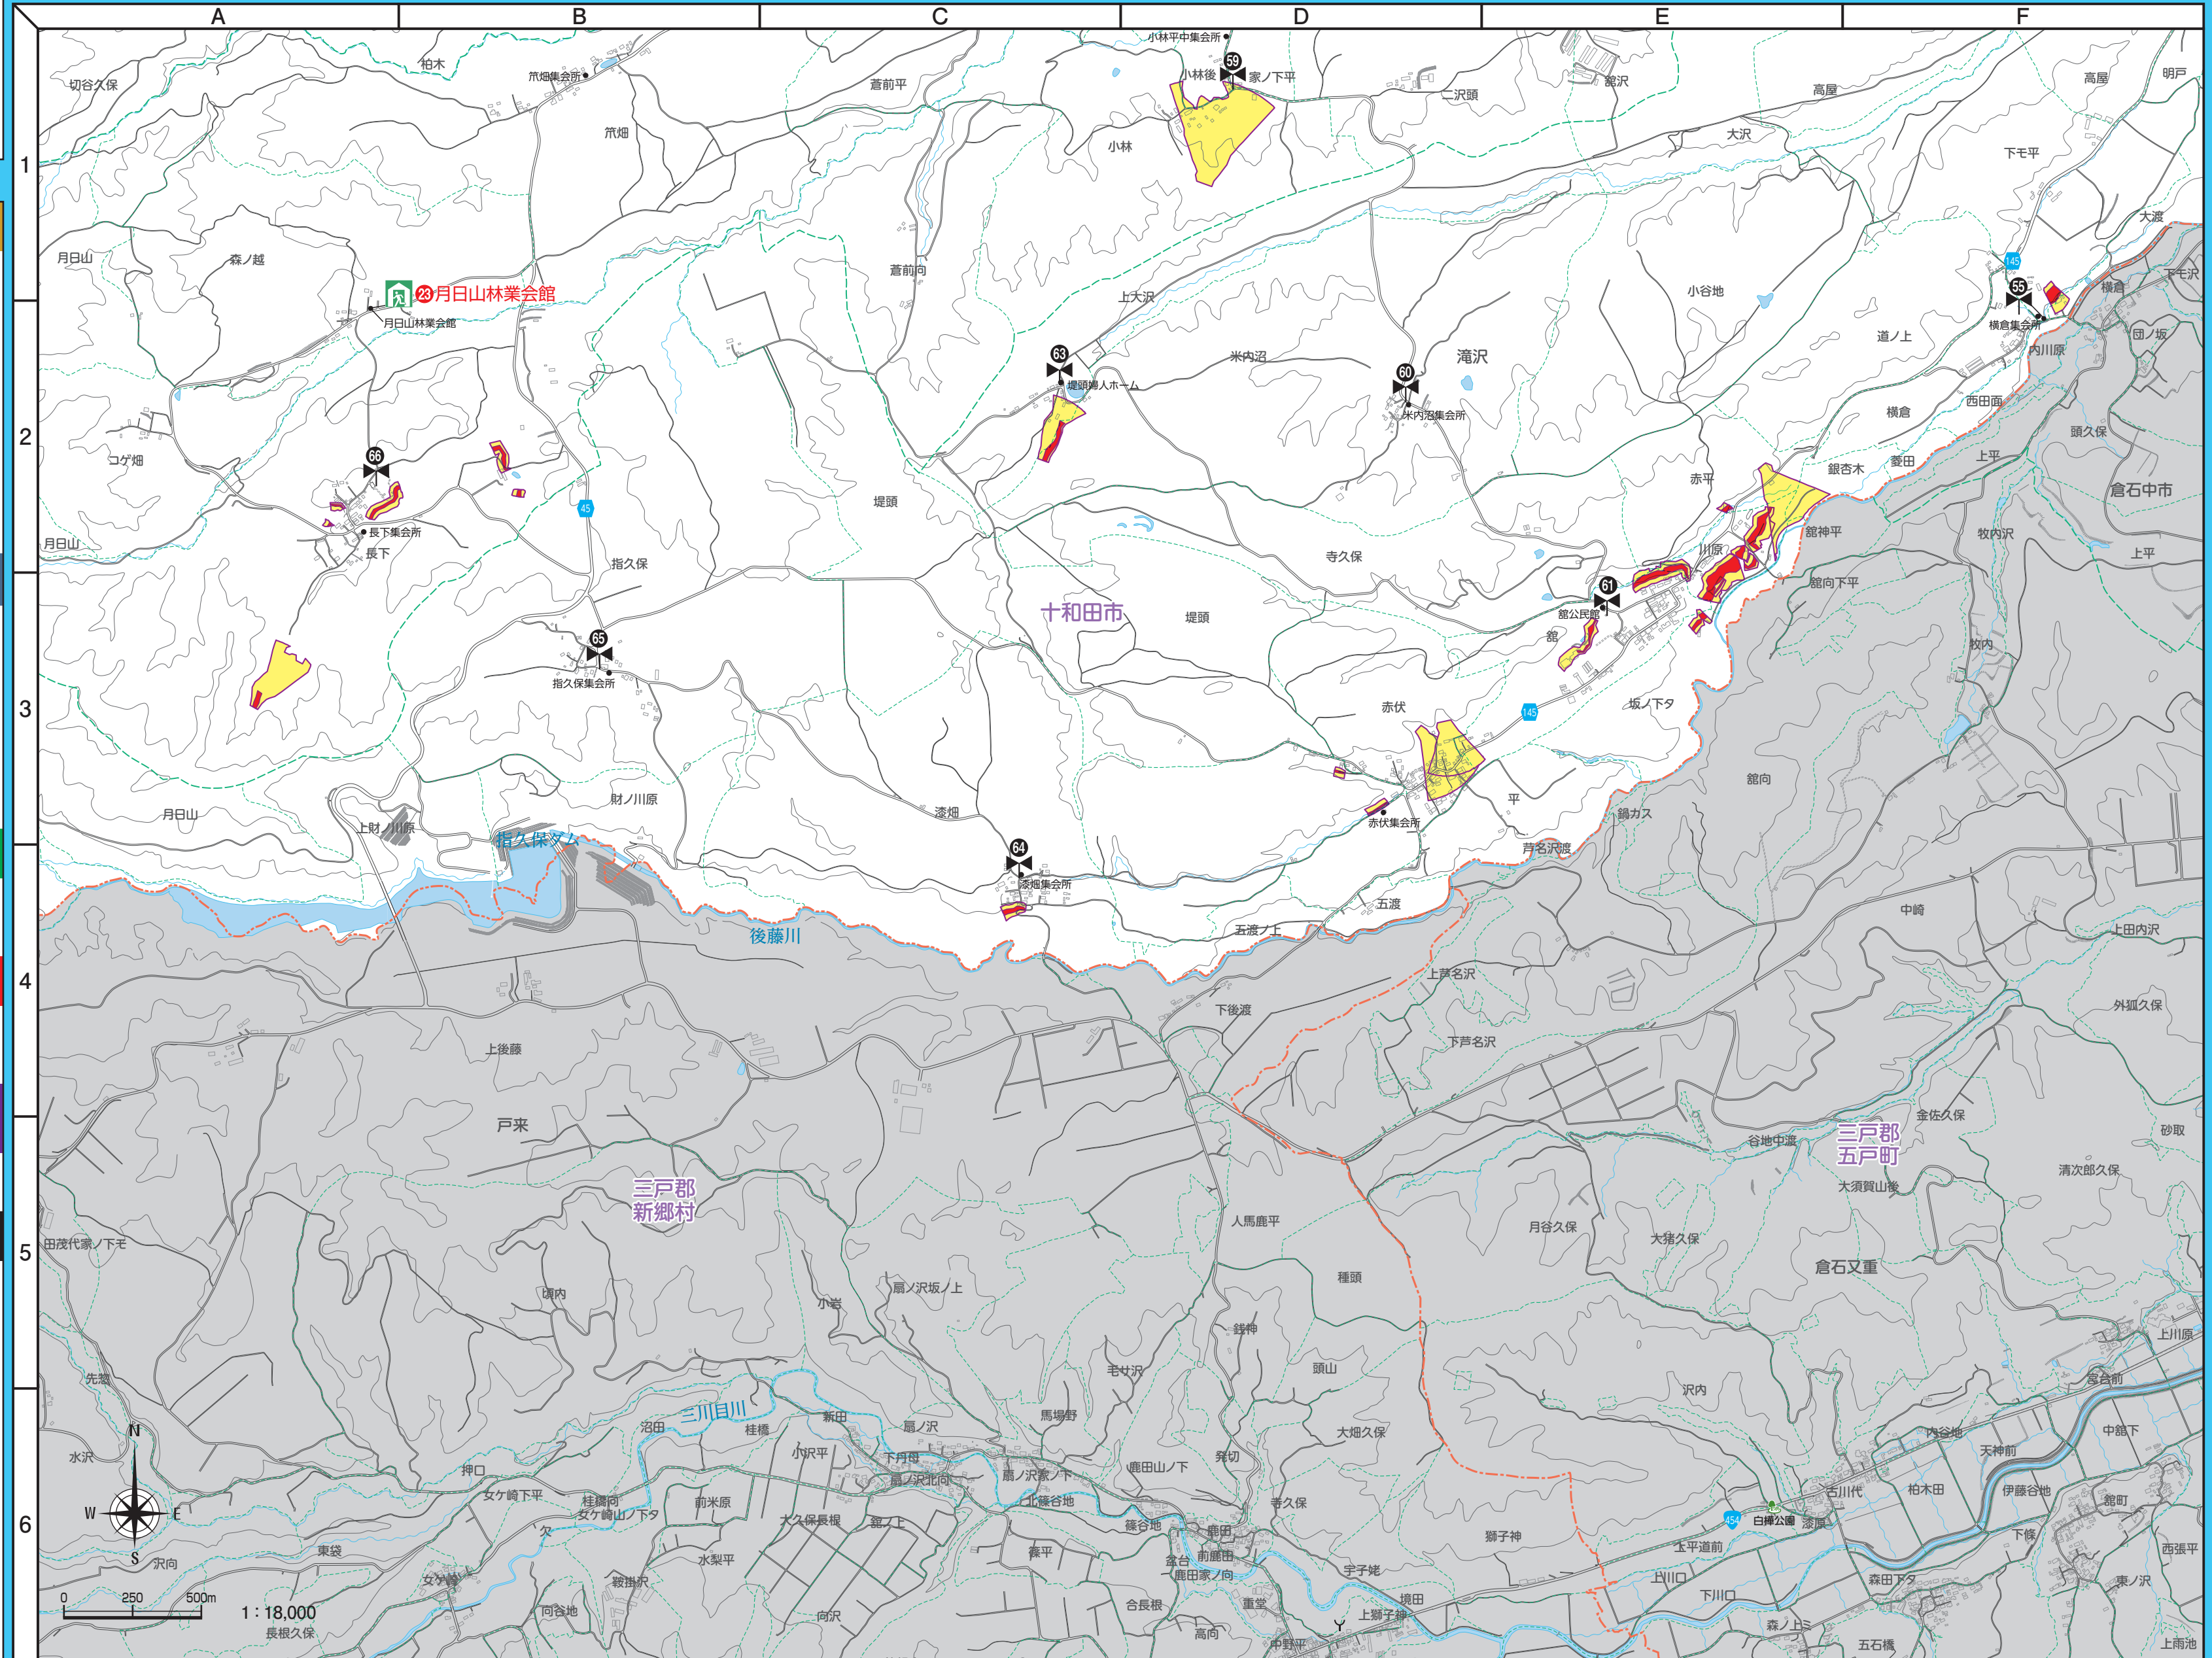 A B C D E F
1
2
3
4
5
6
小林平中集会所
切谷久保
柏木
笊畑集会所
蒼前平
小林後
59
家ノ下平
二沢頭
舘沢
高屋
高屋
明戸
笊畑
小林
大沢
下モ平
大渡
月日山
森ノ越
蒼前向
145
下モ沢
23月日山林業会館
月日山林業会館
上大沢
小谷地
55
横倉
横倉集会所
道ノ上
内川原
団ノ坂
63
堤頭婦人ホーム
米内沼
60
滝沢
米内沼集会所
横倉
西田面
頭久保
コゲ畑
66
赤平
銀杏木
菱田
上平
倉石中市
45
堤頭
月日山
長下集会所
長下
指久保
寺久保
川原
舘神平
牧内沢
上平
61
舘向下平
十和田市
堤頭
舘公民館
舘
65
指久保集会所
牧内
赤伏
145
坂ノ下タ
舘向
月日山
財ノ川原
漆畑
平
鍋カス
上財ノ川原
指久保ダム
赤伏集会所
64
漆畑集会所
芦名沢渡
後藤川
五渡
五渡ノ上
中崎
上田内沢
上芦名沢
下後渡
外狐久保
上後藤
下芦名沢
戸来
金佐久保
谷地中渡
三戸郡
五戸町
砂取
清次郎久保
三戸郡
新郷村
大須賀山後
人馬鹿平
月谷久保
大猪久保
田茂代家ノ下モ
種頭
倉石又重
頃内
小岩
扇ノ沢坂ノ上
銭神
上川原
先惣
毛サ沢
頭山
沢内
宮台前
三川目川
沼田
桂橋
新田
扇ノ沢
馬場野
大畑久保
内谷地
中舘下
天神前
N
W
E
S
水沢
押口
小沢平
下丹母
扇ノ沢北向
扇ノ沢家ノ下
鹿田山ノ下
発切
女ケ崎下平
桂橋向
女ケ崎山ノ下タ
前米原
北篠谷地
寺久保
454
白樺公園
古川代
漆原
柏木田
伊藤谷地
舘町
欠
大久保長根
舘ノ上
篠谷地
鹿田
獅子神
下條
沢向
東袋
水梨平
篠平
盆台
前鹿田
鹿田家ノ向
上平道前
西張平
女ケ崎
鞍掛沢
宇子姥
上川口
森田下タ
東ノ沢
0 250 500m
1：18,000
長根久保
向谷地
向沢
合長根
重堂
境田
上獅子神
下川口
高向
中野平
森ノ上ミ
五石橋
上雨池